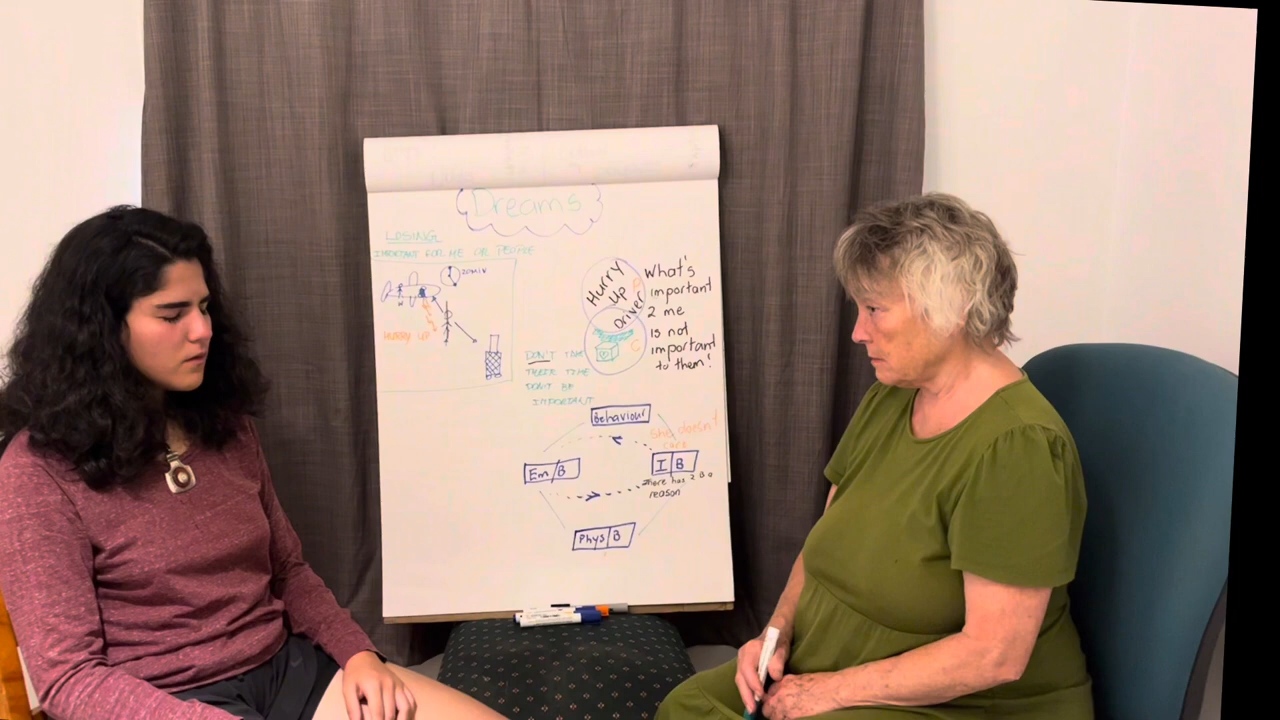 Dreams
LOSING
IMPORTANT FOR ME OR PEOPLE
20MIN
HURRY UP
Hurry
Up
Driver
P
C
What's
important
2 me
is not
important
to them!
DON'T TAKE
THEIR TIME
DON'T BE
IMPORTANT
Behaviour
she doesn't
care
Em/B
I B
There has 2 B a
reason
Phys B